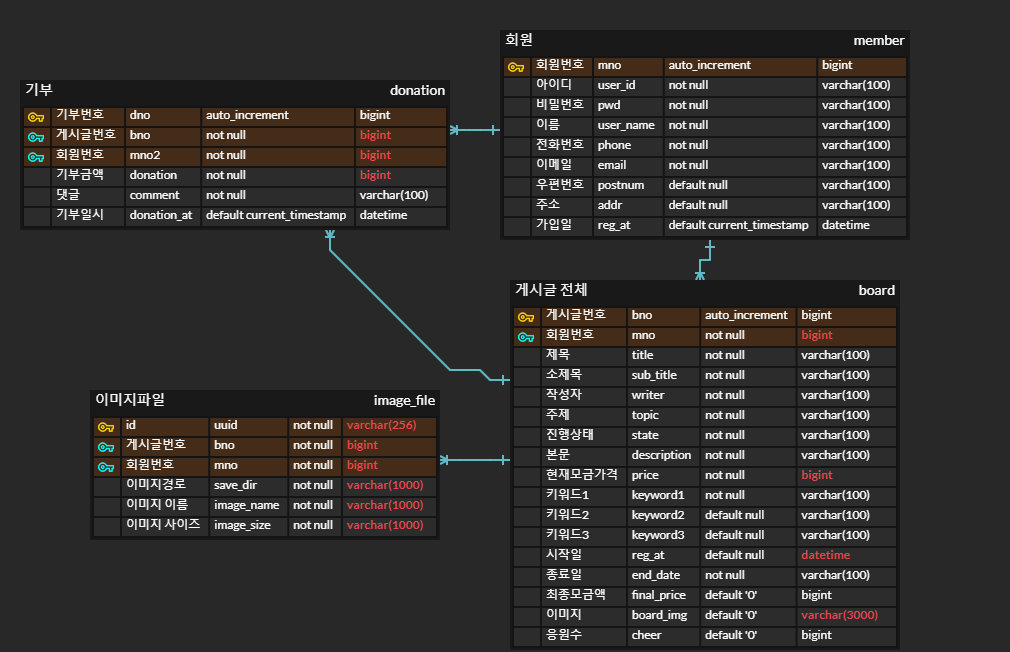 회원 member
회원번호 mno auto_increment bigint
아이디 user_id not null varchar(100)
비밀번호 pwd not null varchar(100)
이름 user_name not null varchar(100)
전화번호 phone not null varchar(100)
이메일 email not null varchar(100)
우편번호 postnum default null varchar(100)
주소 addr default null varchar(100)
가입일 reg_at default current_timestamp datetime
기부 donation
기부번호 dno auto_increment bigint
게시글번호 bno not null bigint
회원번호 mno2 not null bigint
기부금액 donation not null bigint
댓글 comment not null varchar(100)
기부일시 donation_at default current_timestamp datetime
게시글 전체 board
게시글번호 bno auto_increment bigint
회원번호 mno not null bigint
제목 title not null varchar(100)
소제목 sub_title not null varchar(100)
작성자 writer not null varchar(100)
주제 topic not null varchar(100)
진행상태 state not null varchar(100)
본문 description not null varchar(100)
현재모금가격 price not null bigint
키워드1 keyword1 not null varchar(100)
키워드2 keyword2 default null varchar(100)
키워드3 keyword3 default null varchar(100)
시작일 reg_at default null datetime
종료일 end_date not null varchar(100)
최종모금액 final_price default '0' bigint
이미지 board_img default '0' varchar(3000)
응원수 cheer default '0' bigint
이미지파일 image_file
id uuid not null varchar(256)
게시글번호 bno not null bigint
회원번호 mno not null bigint
이미지경로 save_dir not null varchar(1000)
이미지 이름 image_name not null varchar(1000)
이미지 사이즈 image_size not null varchar(1000)